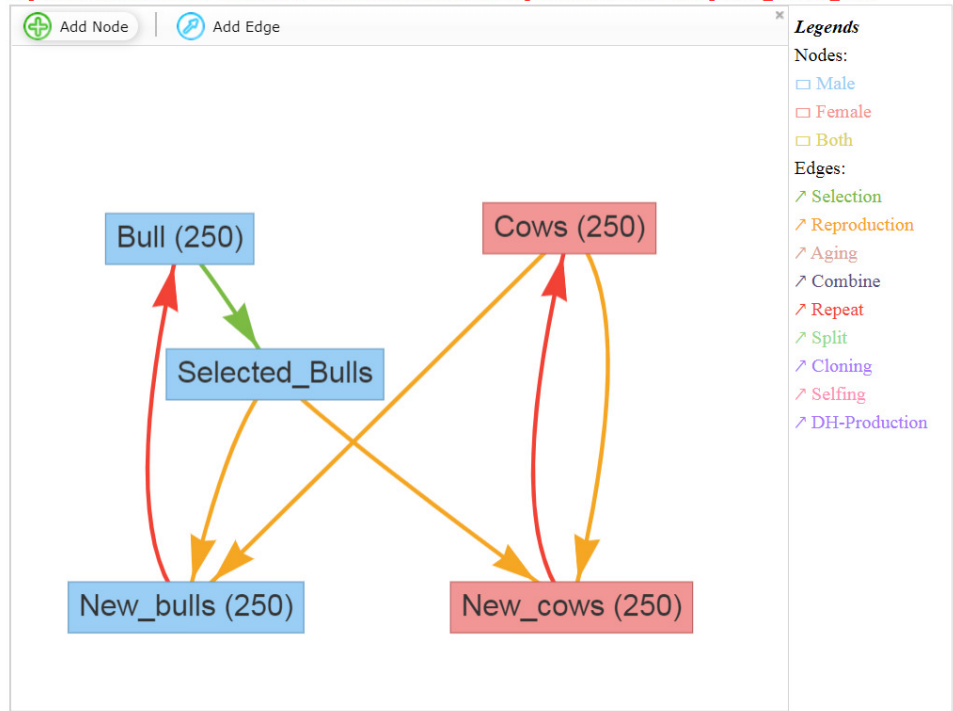 Add Node
Add Edge
Legends
Nodes:
Male
Female
Both
Edges:
Selection
Reproduction
Aging
Combine
Repeat
Split
Cloning
Selfing
DH-Production
Bull (250)
Cows (250)
Selected_Bulls
New_bulls (250)
New_cows (250)